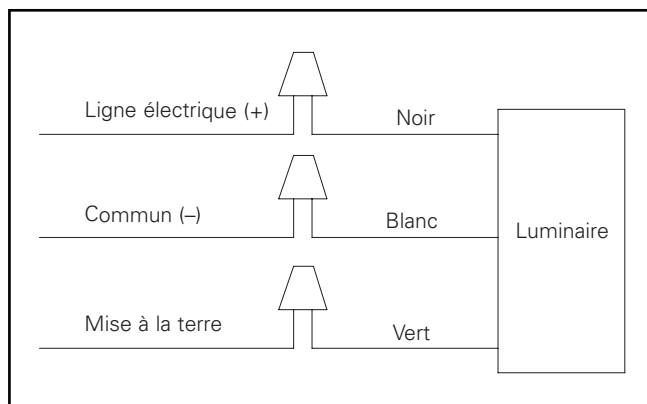 Ligne électrique (+)
Noir
Commun (–)
Blanc
Luminaire
Mise à la terre
Vert